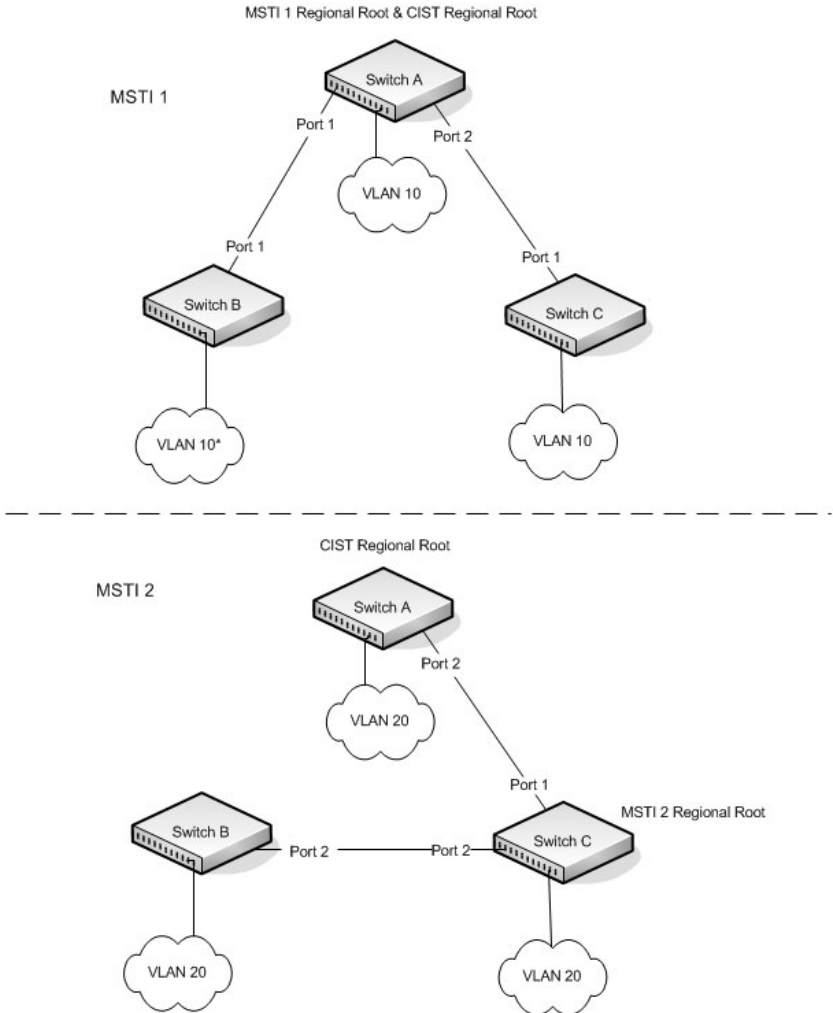 MSTI 1 Regional Root & CIST Regional Root
MSTI 1
Switch A
Port 1
Port 2
VLAN 10
Port 1
Port 1
Switch B
Switch C
VLAN 10*
VLAN 10
CIST Regional Root
MSTI 2
Switch A
Port 2
VLAN 20
Port 1
MSTI 2 Regional Root
Switch B
Switch C
Port 2
Port 2
VLAN 20
VLAN 20